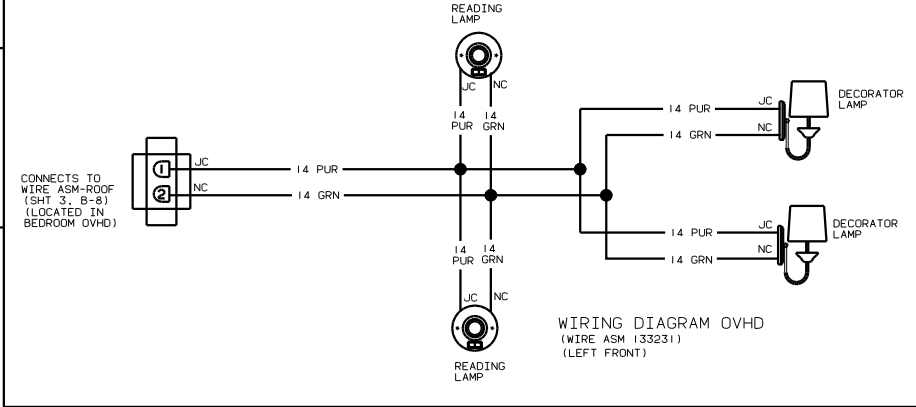 READING
LAMP
JC NC
14 PUR
14 GRN
JC
14 PUR
NC
14 GRN
DECORATOR
LAMP
CONNECTS TO
WIRE ASM-ROOF
(SHT 3, B-8)
(LOCATED IN
BEDROOM OVHD)
1
JC
14 PUR
2
NC
14 GRN
14 PUR
14 GRN
JC NC
JC
14 PUR
NC
14 GRN
DECORATOR
LAMP
READING
LAMP
WIRING DIAGRAM OVHD
(WIRE ASM 133231)
(LEFT FRONT)